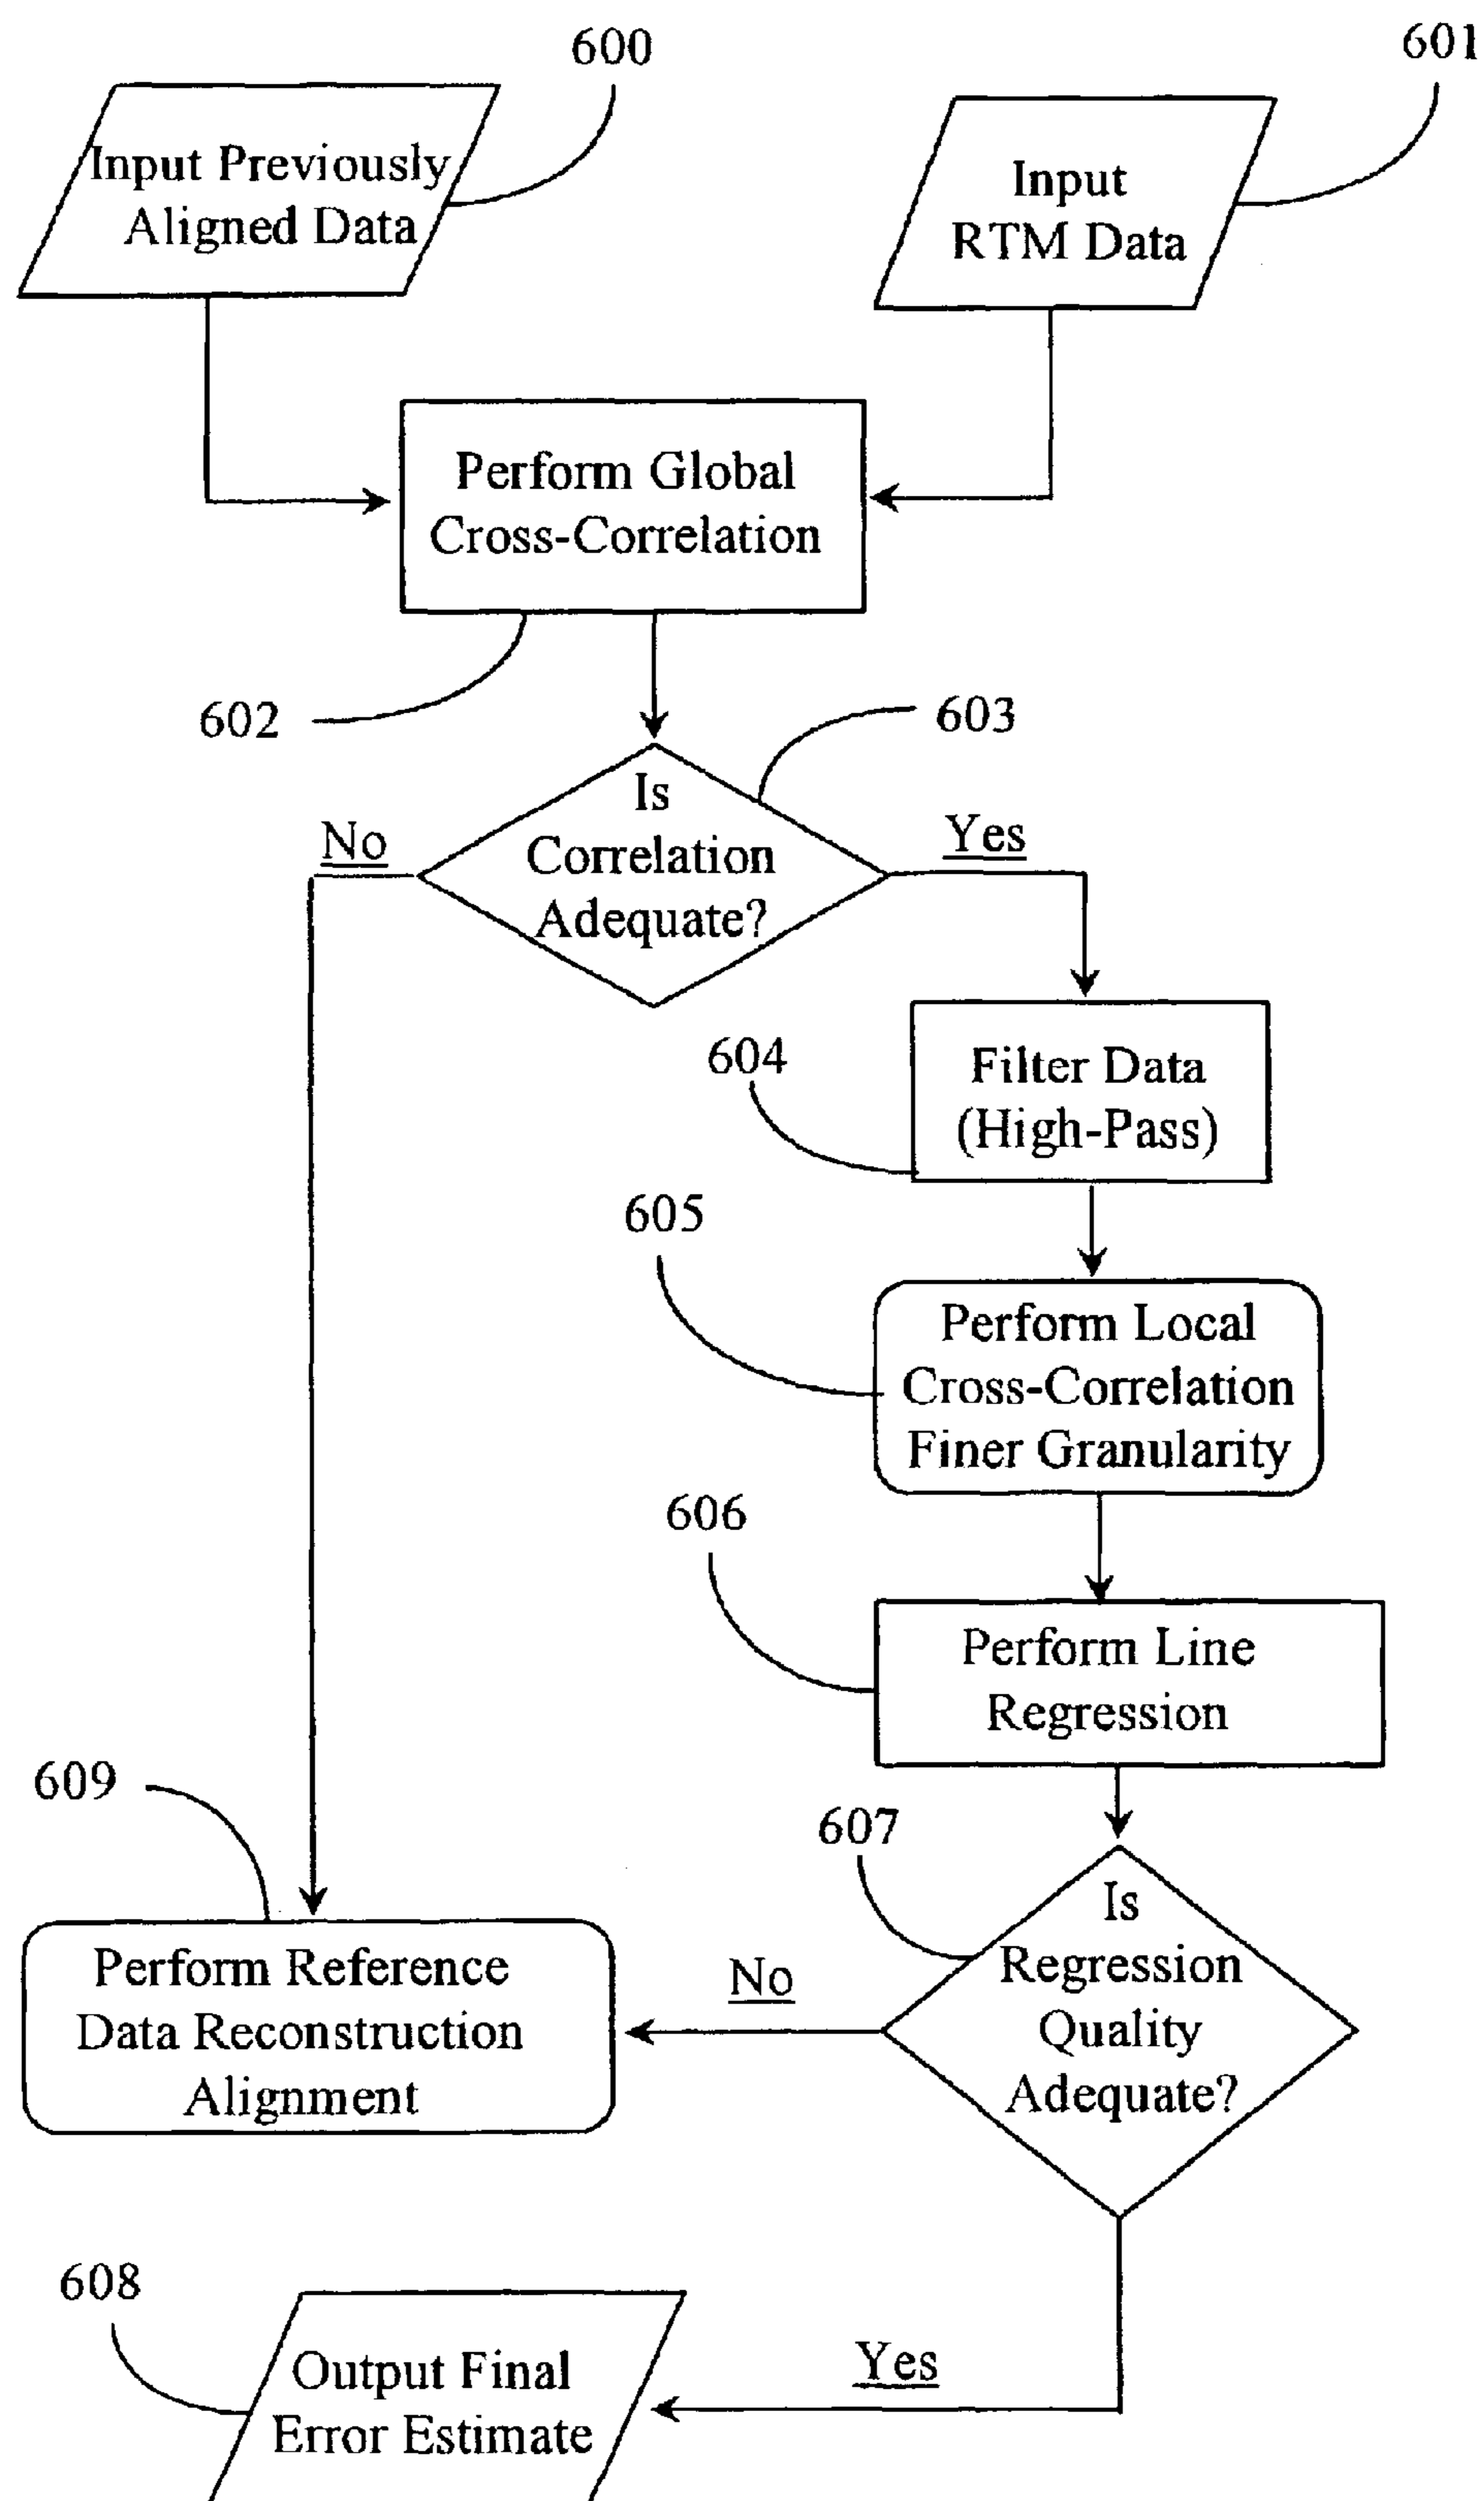 600
601
Input Previously
Aligned Data
Input
RTM Data
Perform Global
Cross-Correlation
602
603
Is
Correlation
Adequate?
No
Yes
604
Filter Data
(High-Pass)
605
Perform Local
Cross-Correlation
Finer Granularity
606
Perform Line
Regression
609
607
Is
Regression
Quality
Adequate?
No
Perform Reference
Data Reconstruction
Alignment
608
Output Final
Error Estimate
Yes